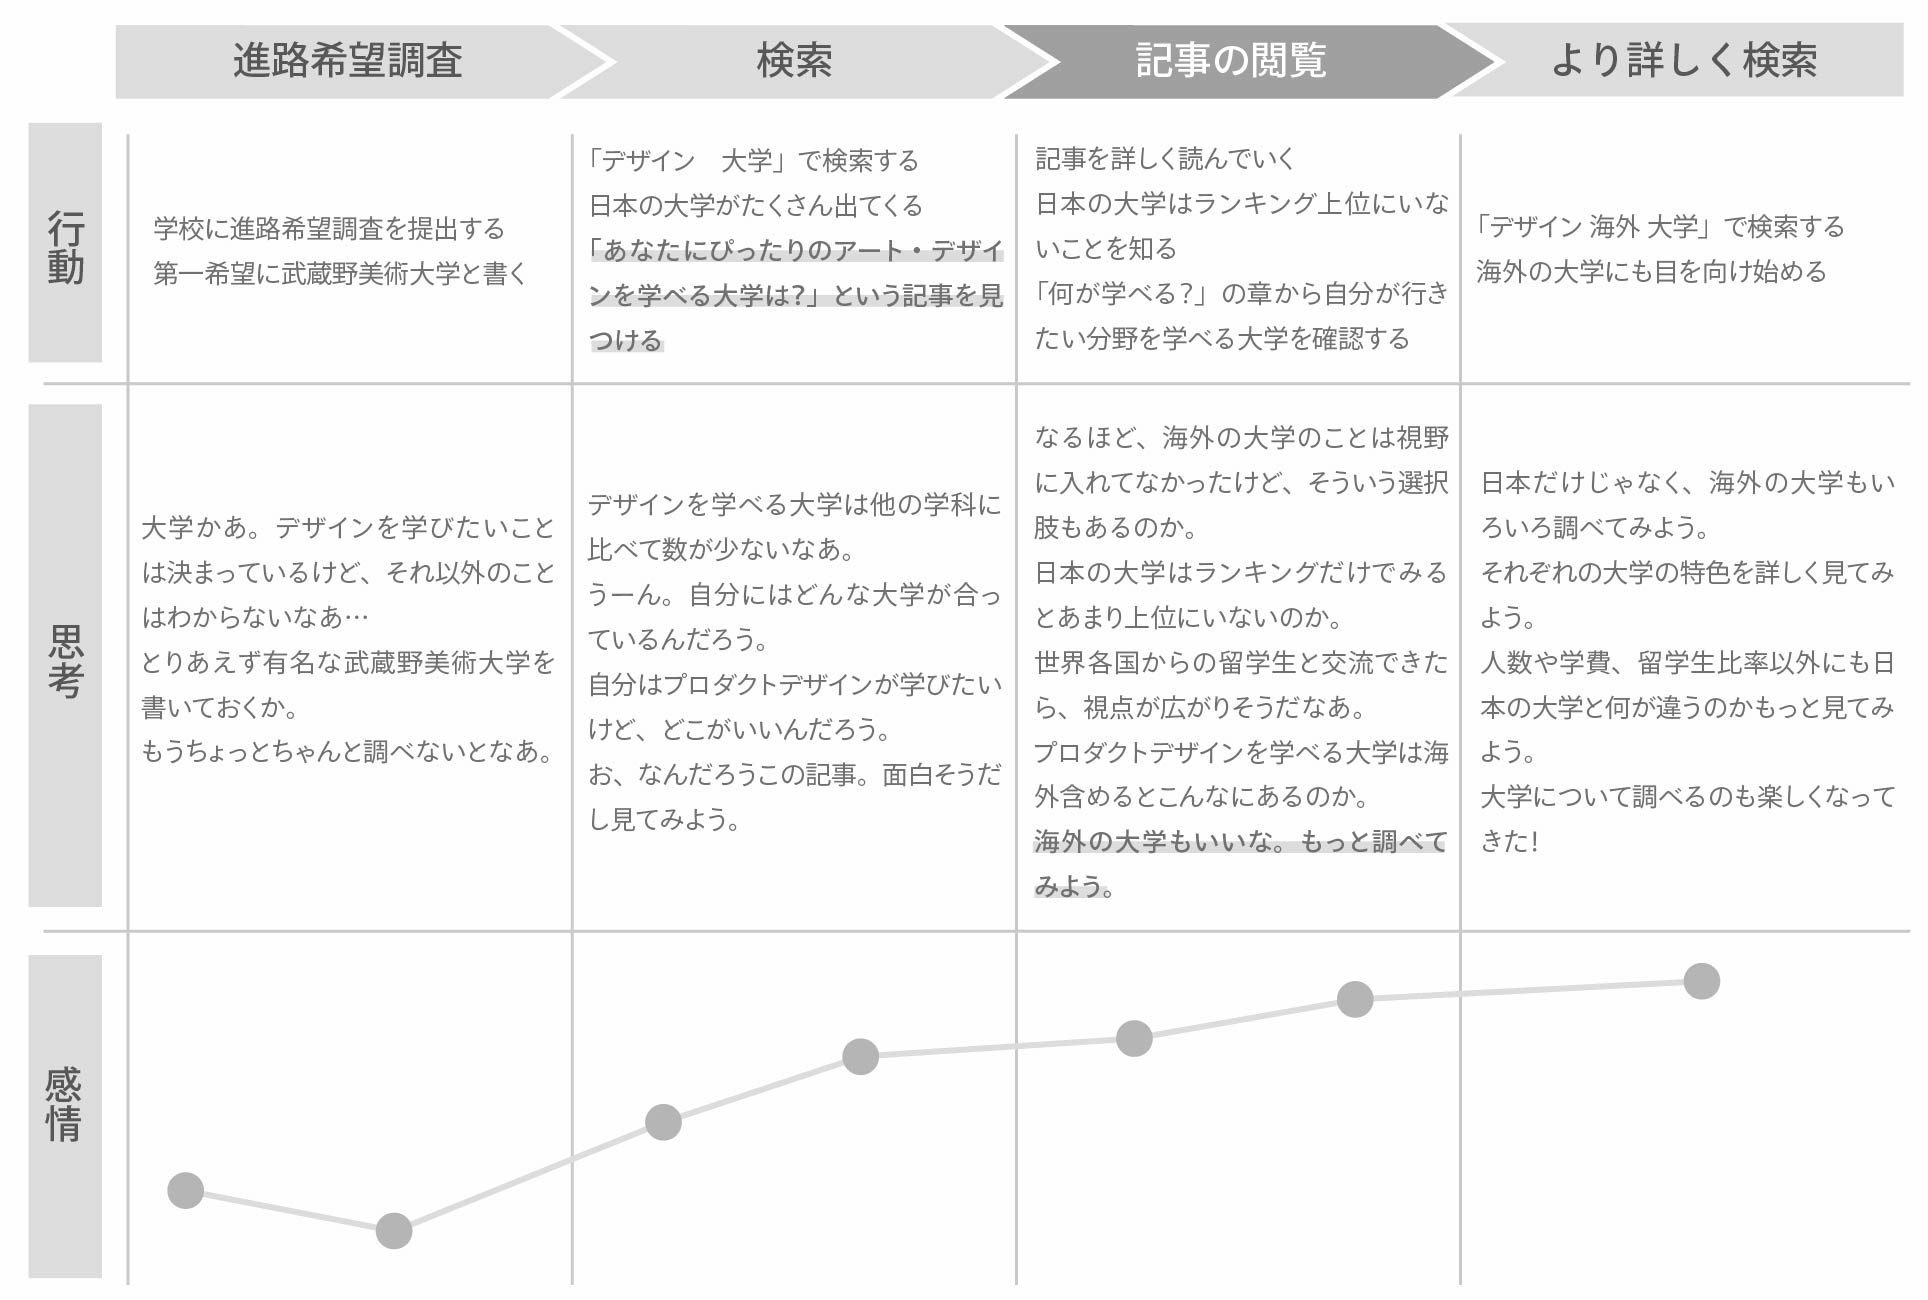 進路希望調査
検索
記事の閲覧
より詳しく検索
行動
学校に進路希望調査を提出する
第一希望に武蔵野美術大学と書く
「デザイン　大学」で検索する
日本の大学がたくさん出てくる
「あなたにぴったりのアート・デザイ
ンを学べる大学は?」という記事を見
つける
記事を詳しく読んでいく
日本の大学はランキング上位にいな
いことを知る
「何が学べる?」の章から自分が行き
たい分野を学べる大学を確認する
「デザイン 海外 大学」で検索する
海外の大学にも目を向け始める
思考
大学かあ。デザインを学びたいこと
は決まっているけど、それ以外のこと
はわからないなあ…
とりあえず有名な武蔵野美術大学を
書いておくか。
もうちょっとちゃんと調べないとなあ。
デザインを学べる大学は他の学科に
比べて数が少ないなあ。
うーん。自分にはどんな大学が合っ
ているんだろう。
自分はプロダクトデザインが学びたい
けど、どこがいいんだろう。
お、なんだろうこの記事。面白そうだ
し見てみよう。
なるほど、海外の大学のことは視野
に入れてなかったけど、そういう選択
肢もあるのか。
日本の大学はランキングだけでみる
とあまり上位にいないのか。
世界各国からの留学生と交流できた
ら、視点が広がりそうだなあ。
プロダクトデザインを学べる大学は海
外含めるとこんなにあるのか。
海外の大学もいいな。もっと調べて
みよう。
日本だけじゃなく、海外の大学もい
ろいろ調べてみよう。
それぞれの大学の特色を詳しく見てみ
よう。
人数や学費、留学生比率以外にも日
本の大学と何が違うのかもっと見てみ
よう。
大学について調べるのも楽しくなって
きた!
感情